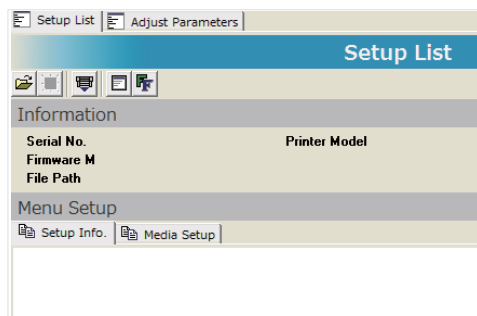 Setup List Adjust Parameters
Setup List
Information
Serial No. Printer Model
Firmware M
File Path
Menu Setup
Setup Info. Media Setup